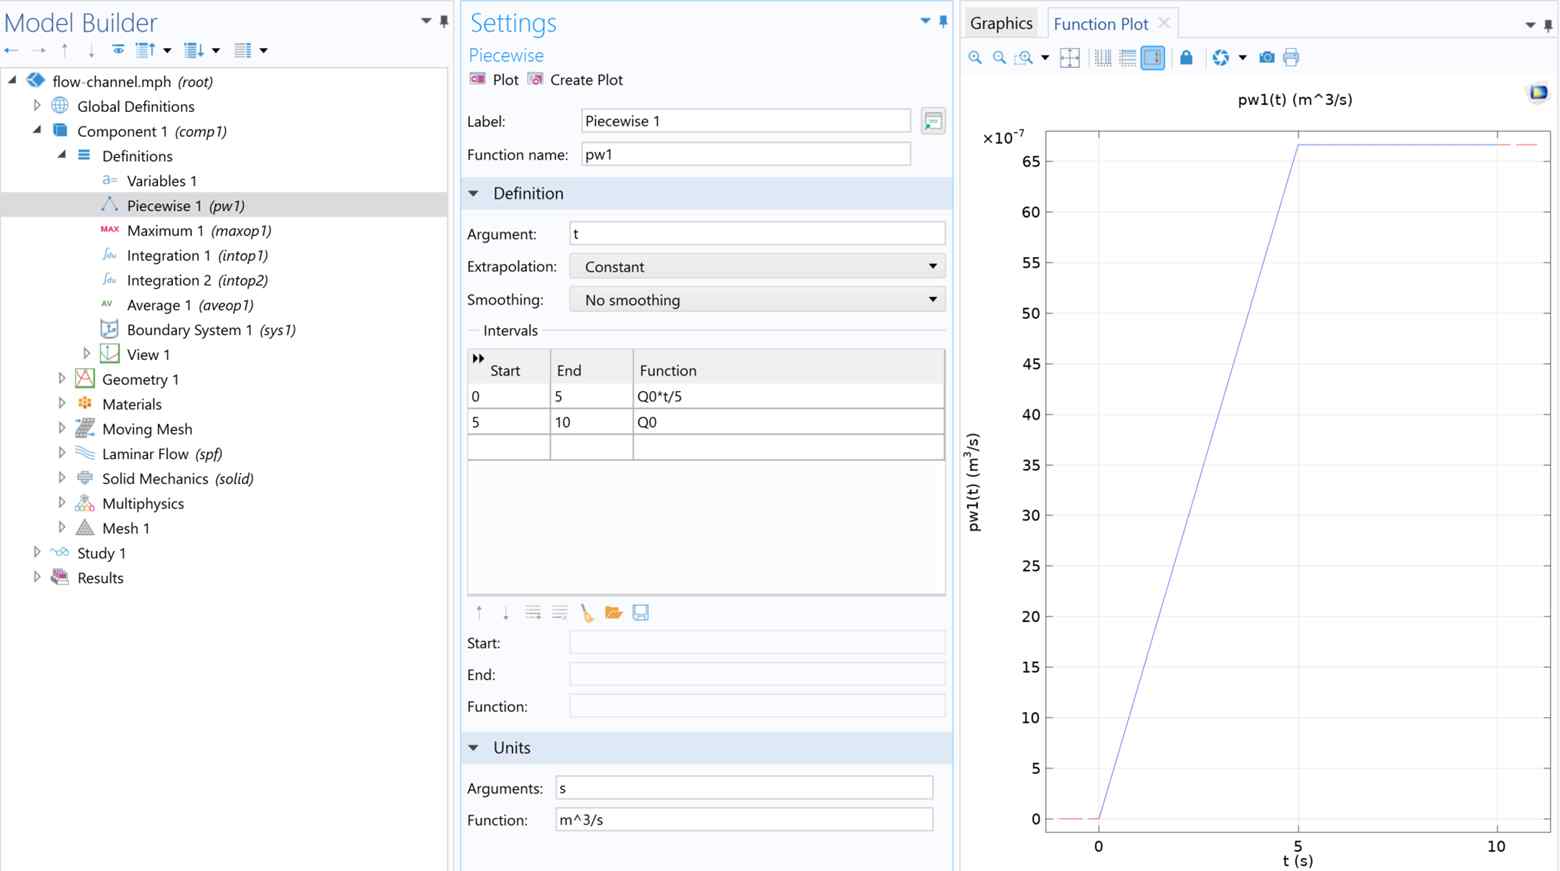 Model Builder
flow-channel.mph (root)
Global Definitions
Component 1 (comp1)
Definitions
a= Variables 1
Piecewise 1 (pw1)
MAX Maximum 1 (maxop1)
∫du Integration 1 (intop1)
∫du Integration 2 (intop2)
AV Average 1 (aveop1)
Boundary System 1 (sys1)
View 1
Geometry 1
Materials
Moving Mesh
Laminar Flow (spf)
Solid Mechanics (solid)
Multiphysics
Mesh 1
Study 1
Results
Settings
Piecewise
Plot Create Plot
Label: Piecewise 1
Function name: pw1
Definition
Argument: t
Extrapolation: Constant
Smoothing: No smoothing
Intervals
Start End Function
0 5 Q0*t/5
5 10 Q0
Start:
End:
Function:
Units
Arguments: s
Function: m^3/s
Graphics Function Plot
pw1(t) (m^3/s)
×10⁻⁷
65
60
55
50
45
40
35
30
25
20
15
10
5
0
pw1(t) (m³/s)
0 5 10
t (s)